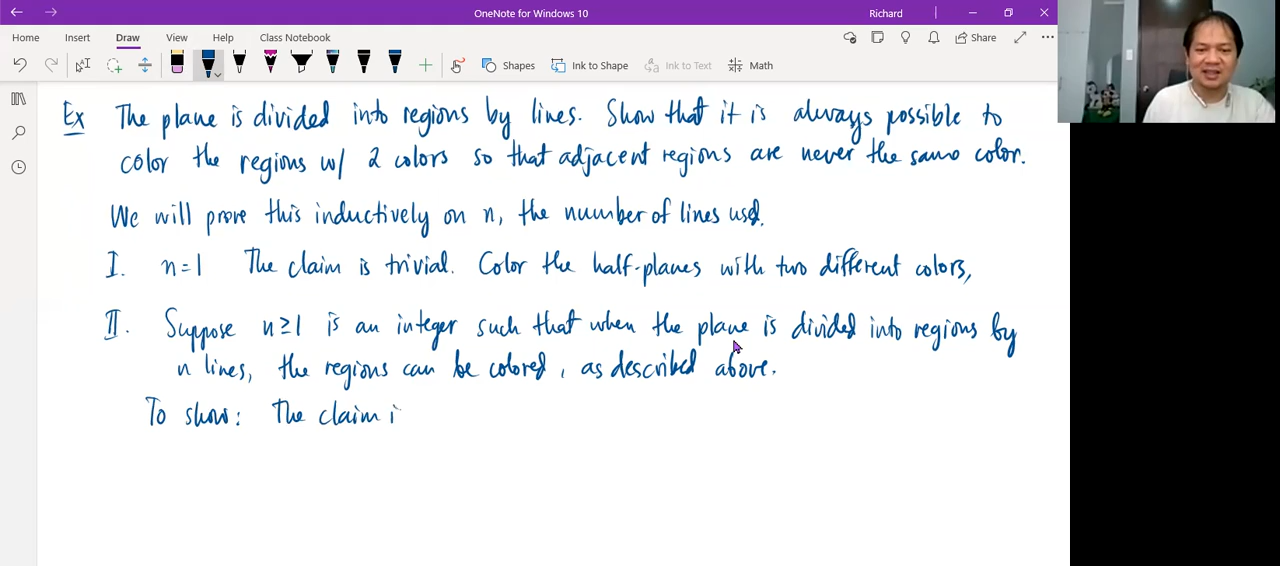 OneNote for Windows 10
Richard
Home Insert Draw View Help Class Notebook
Share
Shapes Ink to Shape Ink to Text Math
Ex The plane is divided into regions by lines. Show that it is always possible to
color the regions w/ 2 colors so that adjacent regions are never the same color.
We will prove this inductively on n, the number of lines used.
I. n=1 The claim is trivial. Color the half-planes with two different colors,
II. Suppose n≥1 is an integer such that when the plane is divided into regions by
n lines, the regions can be colored, as described above.
To show: The claim i